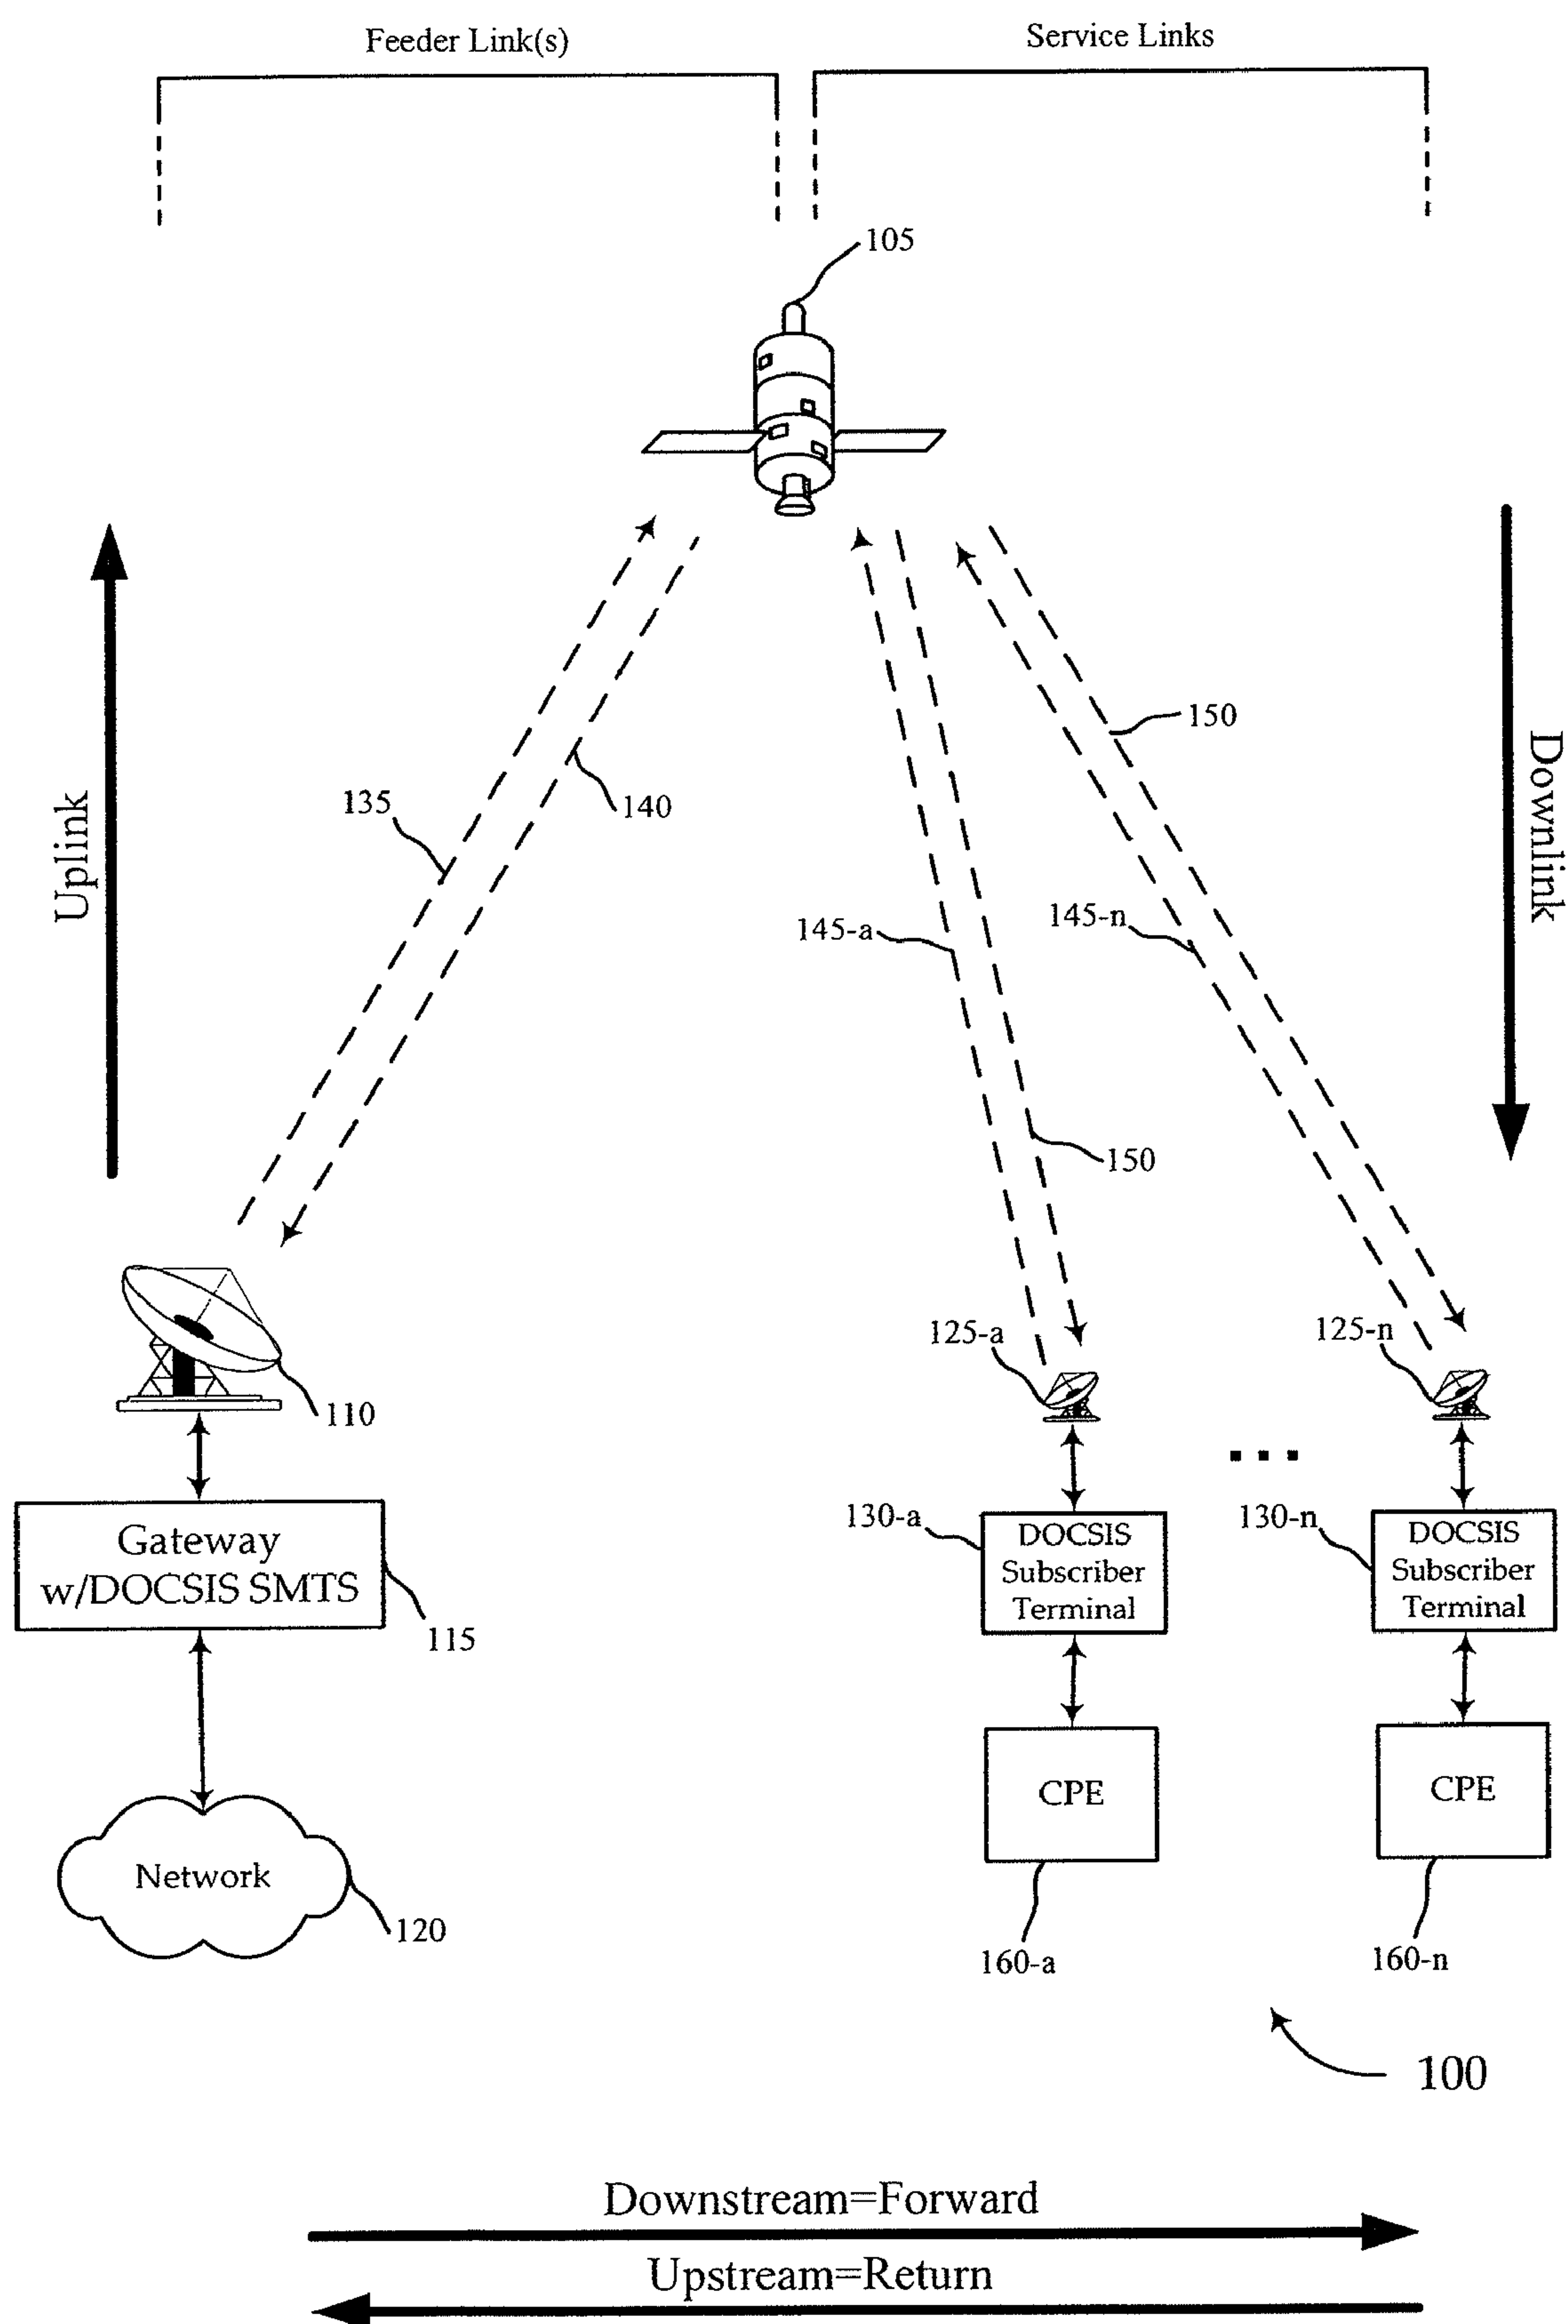 Feeder Link(s)
Service Links
105
Uplink
Downlink
150
135
140
145-a
145-n
150
125-a
125-n
110
130-a
130-n
Gateway
w/DOCSIS SMTS
DOCSIS
Subscriber
Terminal
DOCSIS
Subscriber
Terminal
115
CPE
CPE
Network
120
160-a
160-n
100
Downstream=Forward
Upstream=Return